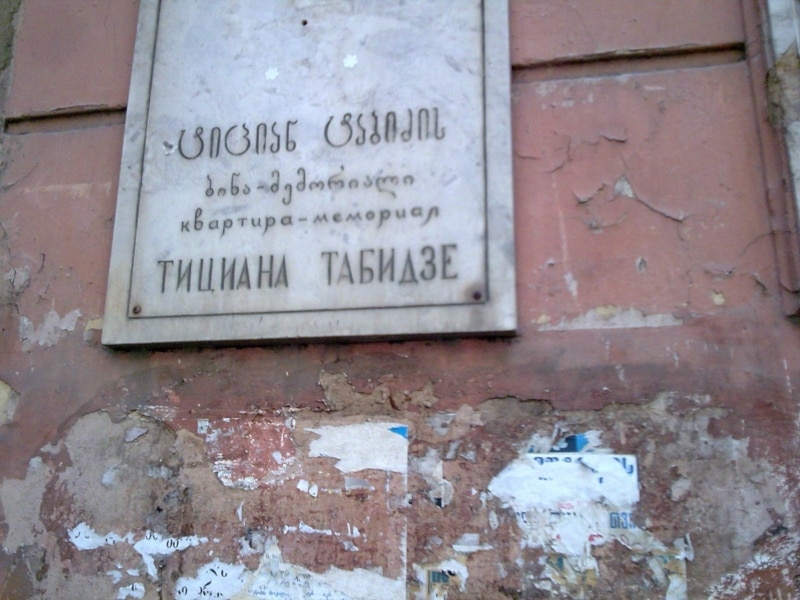 ტიციან ტაბიძის
ბინა-მემორიალი
квартира-мемориал
ТИЦИАНА ТАБИДЗЕ